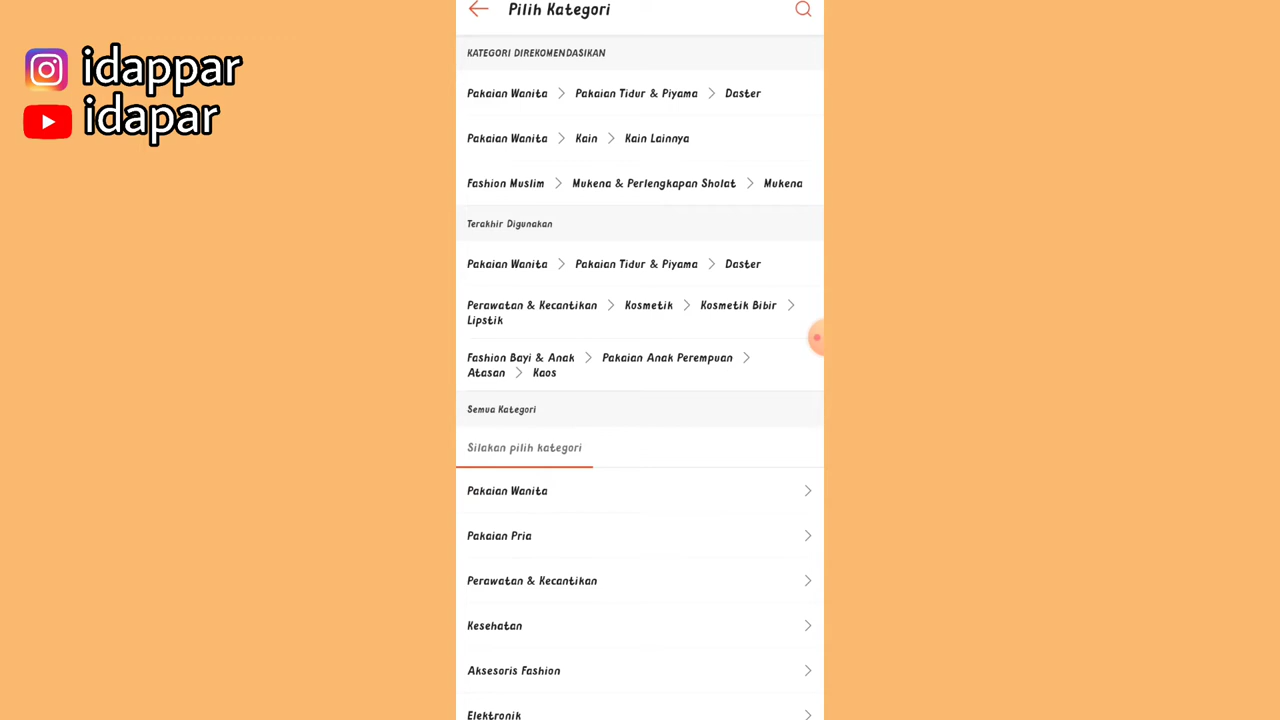 idappar
idapar
Pilih Kategori
KATEGORI DIREKOMENDASIKAN
Pakaian Wanita > Pakaian Tidur & Piyama > Daster
Pakaian Wanita > Kain > Kain Lainnya
Fashion Muslim > Mukena & Perlengkapan Sholat > Mukena
Terakhir Digunakan
Pakaian Wanita > Pakaian Tidur & Piyama > Daster
Perawatan & Kecantikan > Kosmetik > Kosmetik Bibir >
Lipstik
Fashion Bayi & Anak > Pakaian Anak Perempuan >
Atasan > Kaos
Semua Kategori
Silakan pilih kategori
Pakaian Wanita
Pakaian Pria
Perawatan & Kecantikan
Kesehatan
Aksesoris Fashion
Elektronik